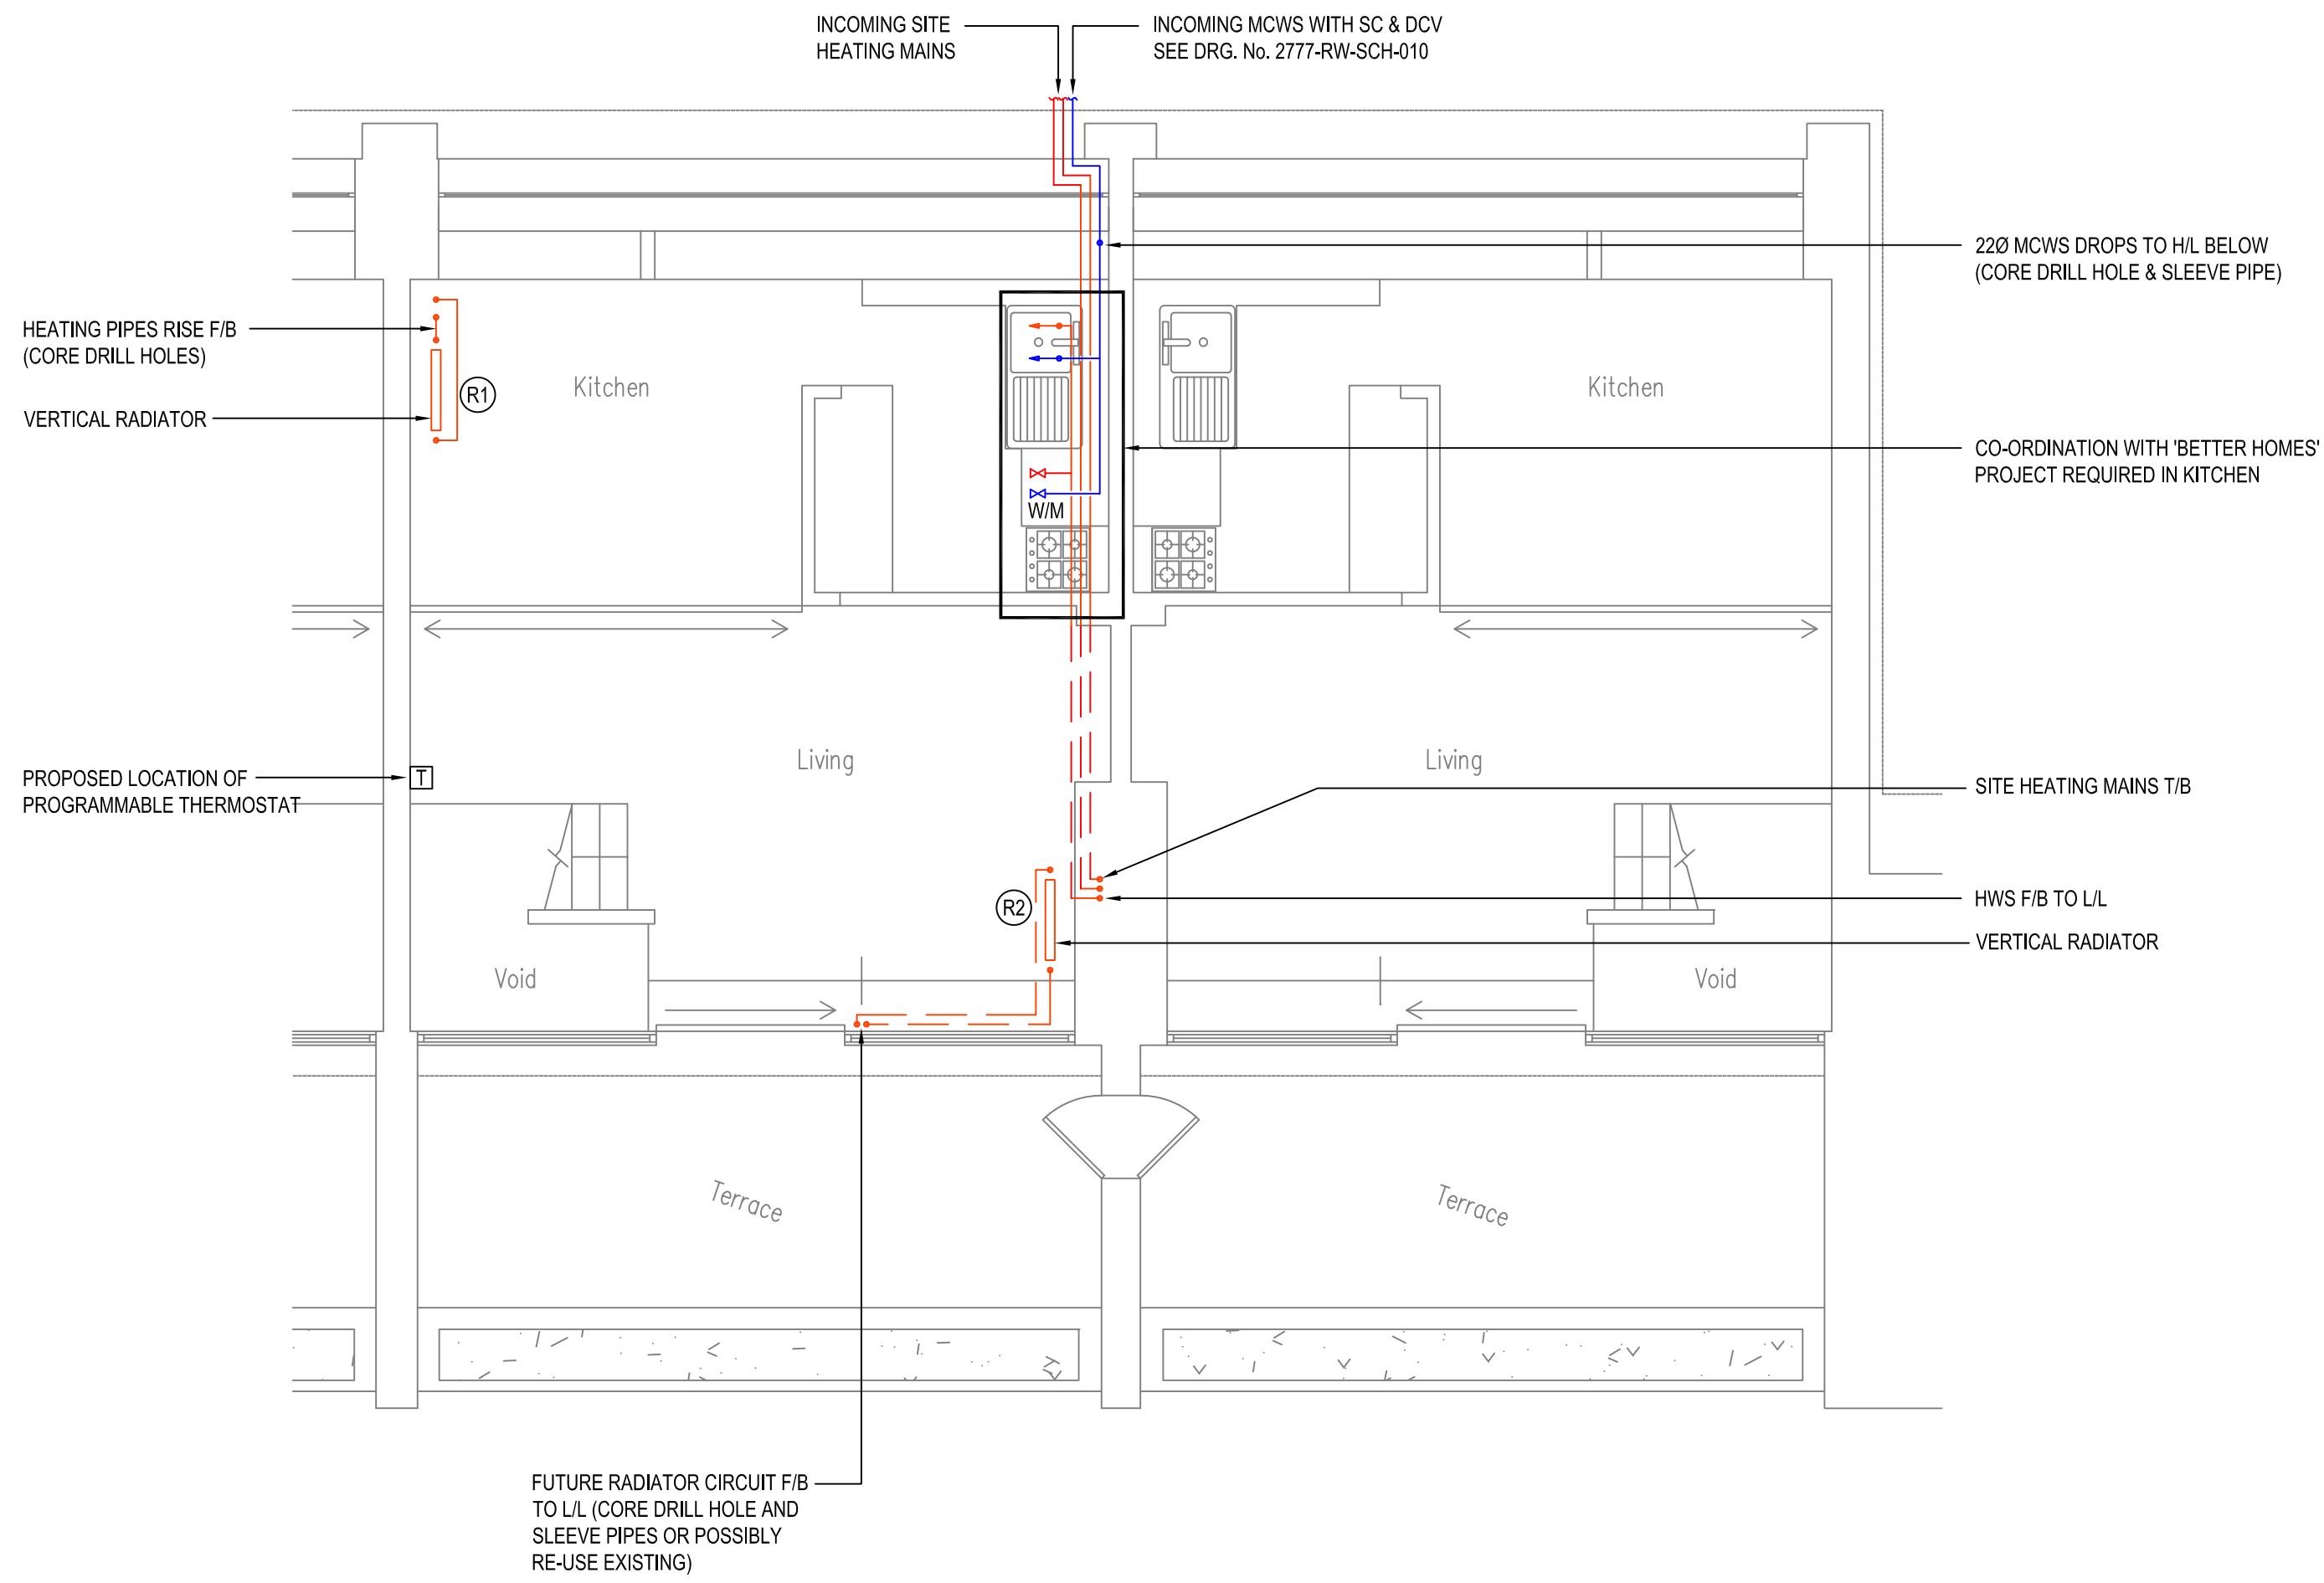 INCOMING SITE
HEATING MAINS
INCOMING MCWS WITH SC & DCV
SEE DRG. No. 2777-RW-SCH-010
22Ø MCWS DROPS TO H/L BELOW
(CORE DRILL HOLE & SLEEVE PIPE)
HEATING PIPES RISE F/B
(CORE DRILL HOLES)
R1
Kitchen
Kitchen
VERTICAL RADIATOR
CO-ORDINATION WITH 'BETTER HOMES'
PROJECT REQUIRED IN KITCHEN
W/M
Living
Living
PROPOSED LOCATION OF
PROGRAMMABLE THERMOSTAT
T
SITE HEATING MAINS T/B
HWS F/B TO L/L
R2
VERTICAL RADIATOR
Void
Void
Terrace
Terrace
FUTURE RADIATOR CIRCUIT F/B
TO L/L (CORE DRILL HOLE AND
SLEEVE PIPES OR POSSIBLY
RE-USE EXISTING)